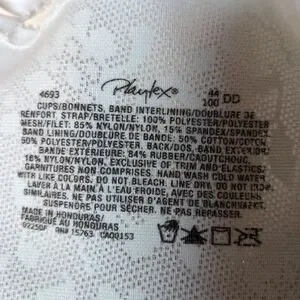 4693 Playtex® 44 DD
100
CUPS/BONNETS, BAND INTERLINING/DOUBLURE DE
RENFORT, STRAP/BRETELLE: 100% POLYESTER/POLYESTER
MESH/FILET: 85% NYLON/NYLON, 15% SPANDEX/SPANDEX
BAND LINING/DOUBLURE DE BANDE: 50% COTTON/COTON
50% POLYESTER/POLYESTER, BACK/DOS, BAND EXTERIOR/
BANDE EXTÉRIEURE: 84% RUBBER/CAOUTCHOUC,
16% NYLON/NYLON, EXCLUSIVE OF TRIM AND ELASTICS/
GARNITURES NON COMPRISES. HAND WASH COLD WATER
WITH LIKE COLORS. DO NOT BLEACH. LINE DRY. DO NOT IRON.
LAVER À LA MAIN À L'EAU FROIDE, AVEC DES COULEURS
SIMILAIRES. NE PAS UTILISER D'AGENT DE BLANCHIMENT.
SUSPENDRE POUR SÉCHER. NE PAS REPASSER.
MADE IN HONDURAS/
FABRIQUÉ AU HONDURAS
RN# 15763 CA00153